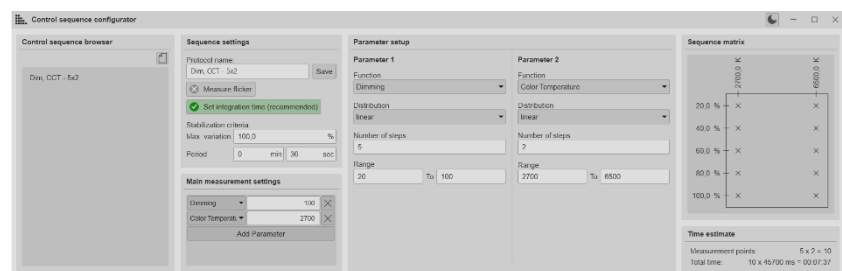 Control sequence configurator
Control sequence browser
Dim, CCT - 5x2
Sequence settings
Protocol name:
Dim, CCT - 5x2 Save
Measure flicker
Set integration time (recommended)
Stabilization criteria
Max. variation 100,0 %
Period 0 min 30 sec
Main measurement settings
Dimming 100
Color Temperati. 2700
Add Parameter
Parameter setup
Parameter 1
Function
Dimming
Distribution
linear
Number of steps
5
Range
20 To 100
Parameter 2
Function
Color Temperature
Distribution
linear
Number of steps
2
Range
2700 To 6500
Sequence matrix
2700,0 K 6500,0 K
20,0 %
40,0 %
60,0 %
80,0 %
100,0 %
Time estimate
Measurement points: 5 x 2 = 10
Total time: 10 x 45700 ms = 00:07:37